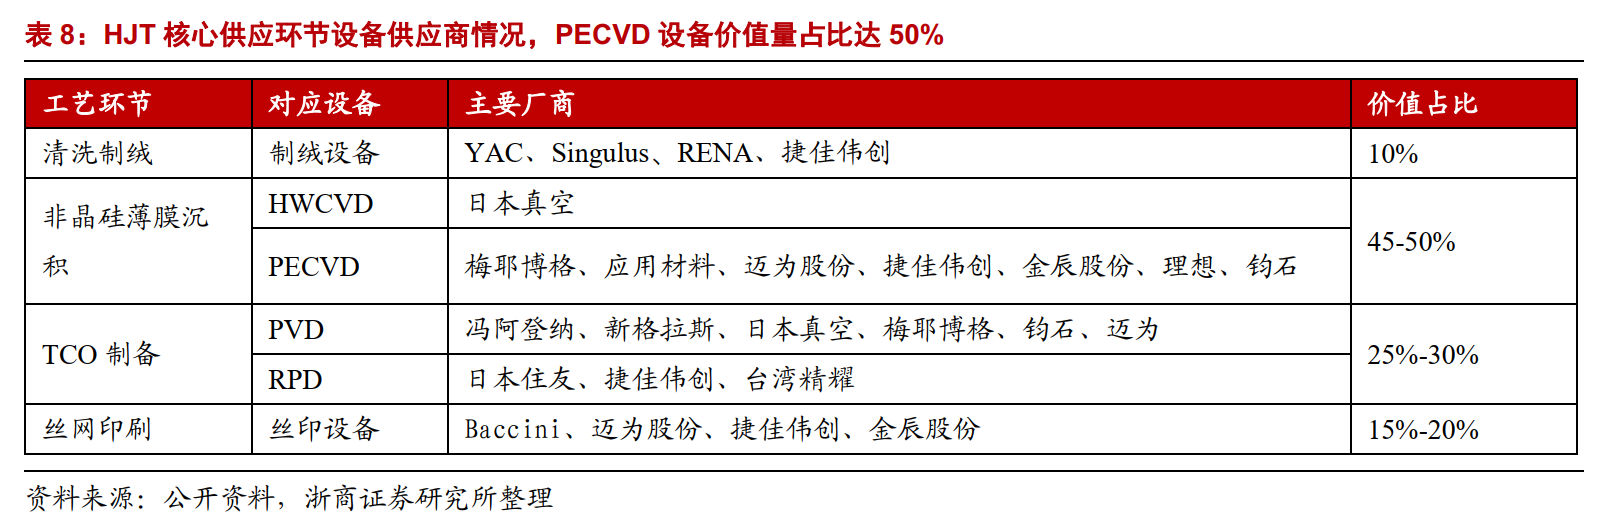 表 8：HJT 核心供应环节设备供应商情况，PECVD 设备价值量占比达 50%
工艺环节 对应设备 主要厂商 价值占比
清洗制绒 制绒设备 YAC、Singulus、RENA、捷佳伟创 10%
非晶硅薄膜沉
积
HWCVD 日本真空
PECVD 梅耶博格、应用材料、迈为股份、捷佳伟创、金辰股份、理想、钧石
45-50%
TCO 制备
PVD 冯阿登纳、新格拉斯、日本真空、梅耶博格、钧石、迈为
RPD 日本住友、捷佳伟创、台湾精耀
25%-30%
丝网印刷 丝印设备 Baccini、迈为股份、捷佳伟创、金辰股份 15%-20%
资料来源：公开资料，浙商证券研究所整理